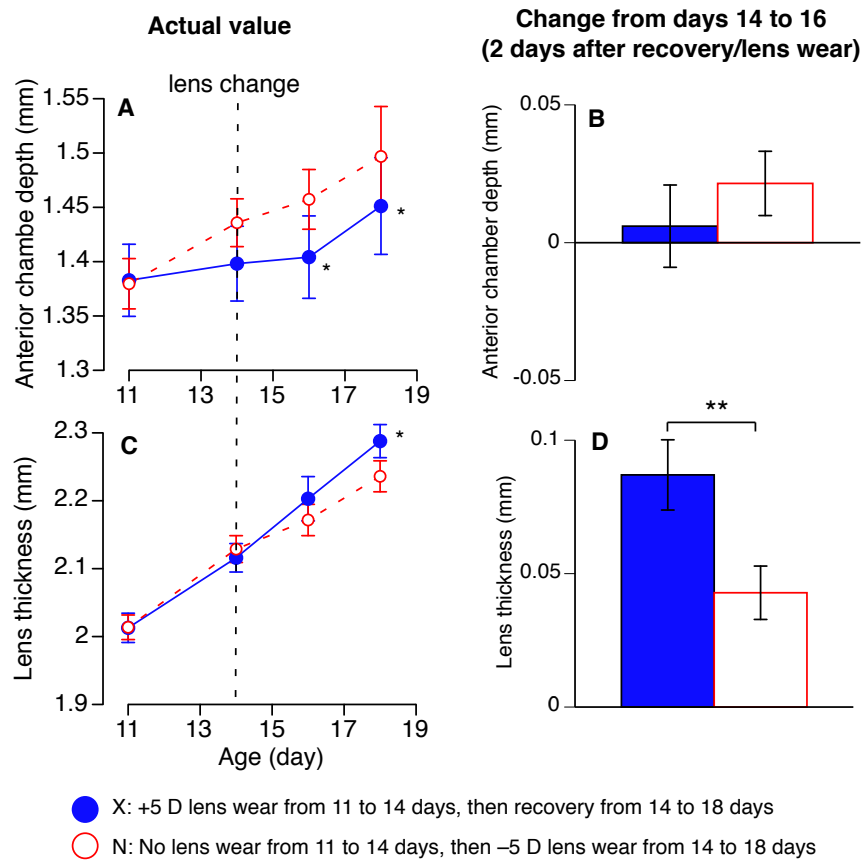 Actual value
Change from days 14 to 16
(2 days after recovery/lens wear)
lens change
A
Anterior chambe depth (mm)
1.55
1.5
1.45
1.4
1.35
1.3
*
*
11 13 15 17 19
B
Anterior chamber depth (mm)
0.05
0
-0.05
C
Lens thickness (mm)
2.3
2.2
2.1
2
1.9
*
11 13 15 17 19
Age (day)
D
**
Lens thickness (mm)
0.1
0.05
0
X: +5 D lens wear from 11 to 14 days, then recovery from 14 to 18 days
N: No lens wear from 11 to 14 days, then –5 D lens wear from 14 to 18 days